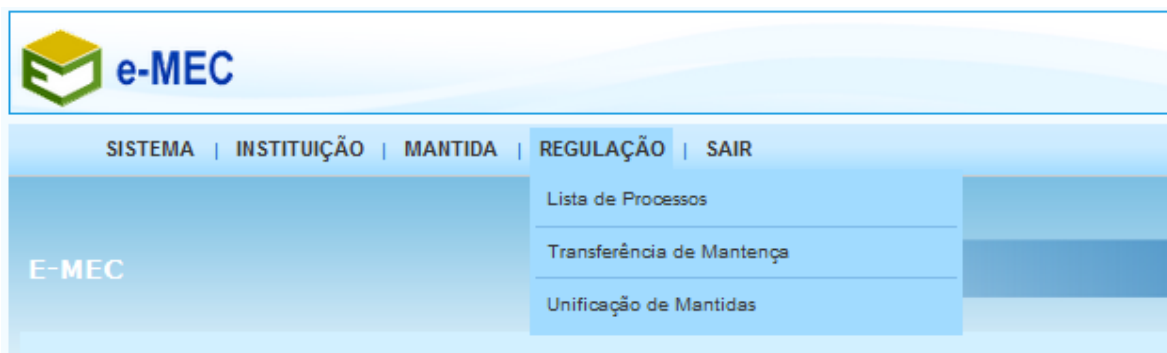 e-MEC
SISTEMA | INSTITUIÇÃO | MANTIDA | REGULAÇÃO | SAIR
Lista de Processos
Transferência de Mantença
E-MEC
Unificação de Mantidas